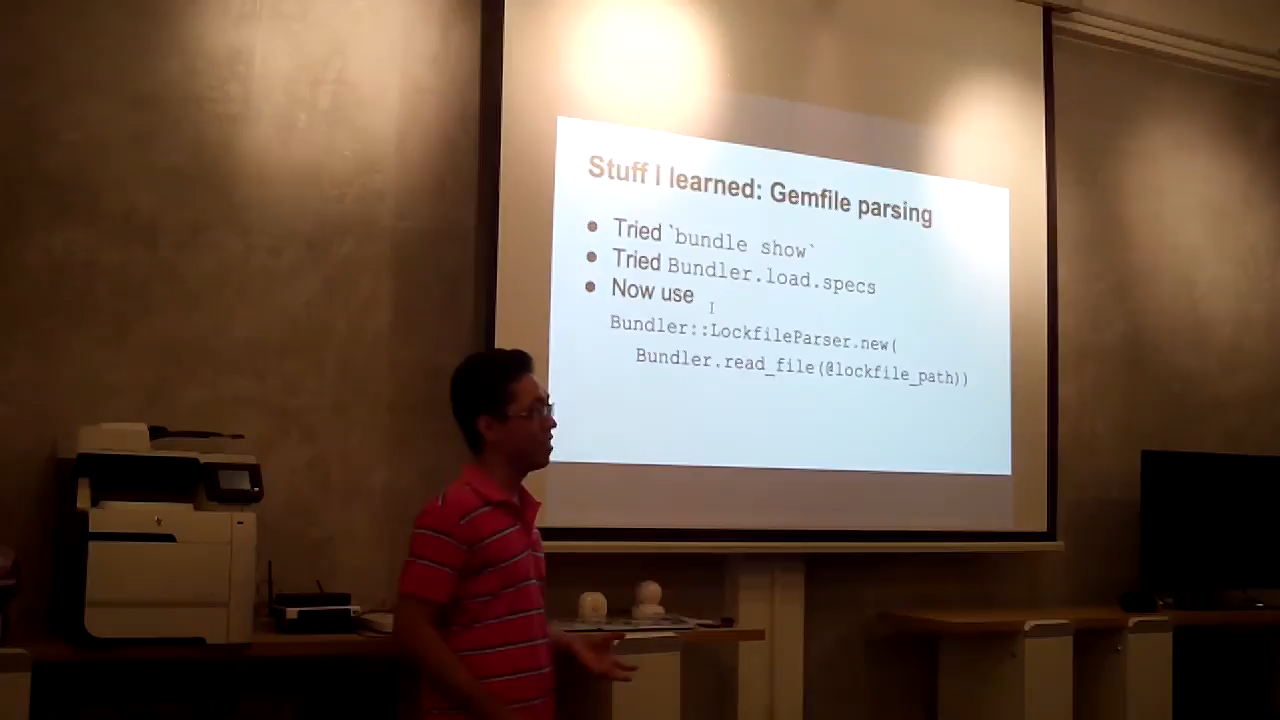 Stuff I learned: Gemfile parsing
● Tried `bundle show`
● Tried Bundler.load.specs
● Now use
Bundler::LockfileParser.new(
Bundler.read_file(@lockfile_path))